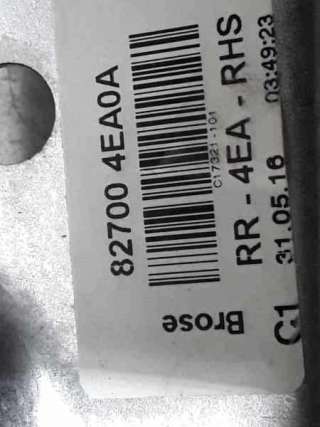 82700 4EA0A
C17321-101
RR - 4EA - RHS
Brose
31.05.16 03:49:23
C1